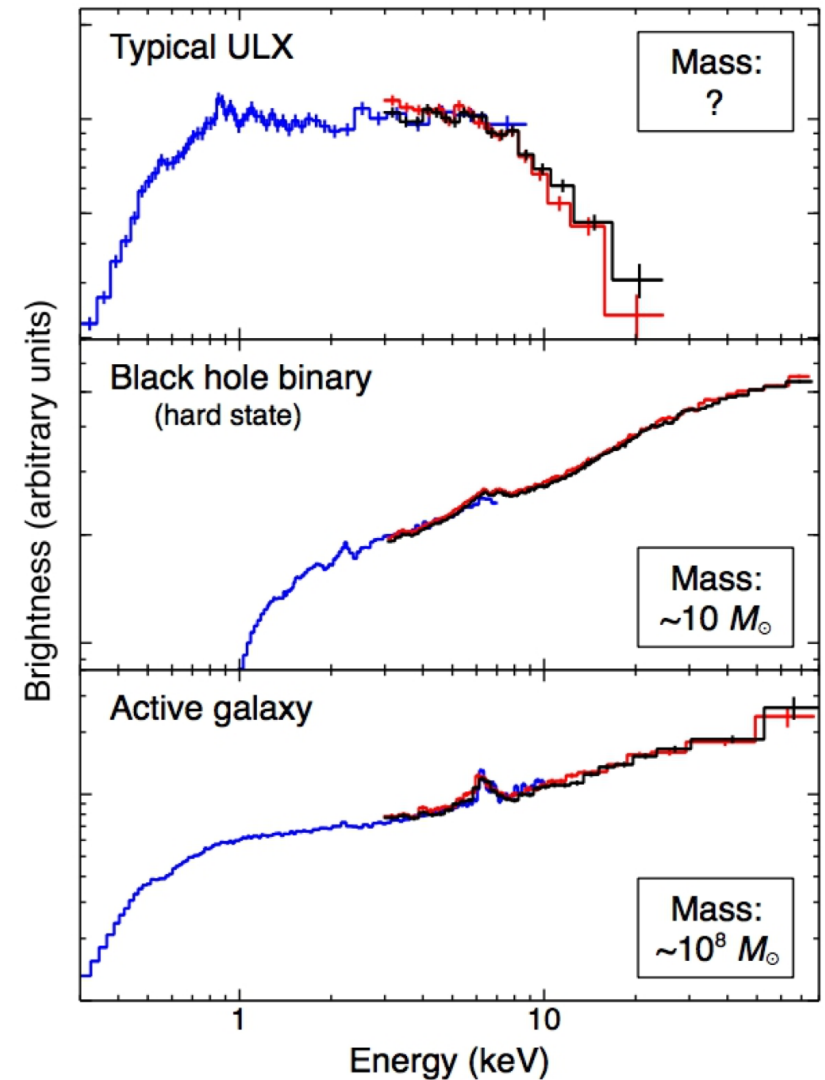 Typical ULX
Mass:
?
Black hole binary
(hard state)
Mass:
~10 M☉
Active galaxy
Mass:
~10⁸ M☉
Brightness (arbitrary units)
1
10
Energy (keV)